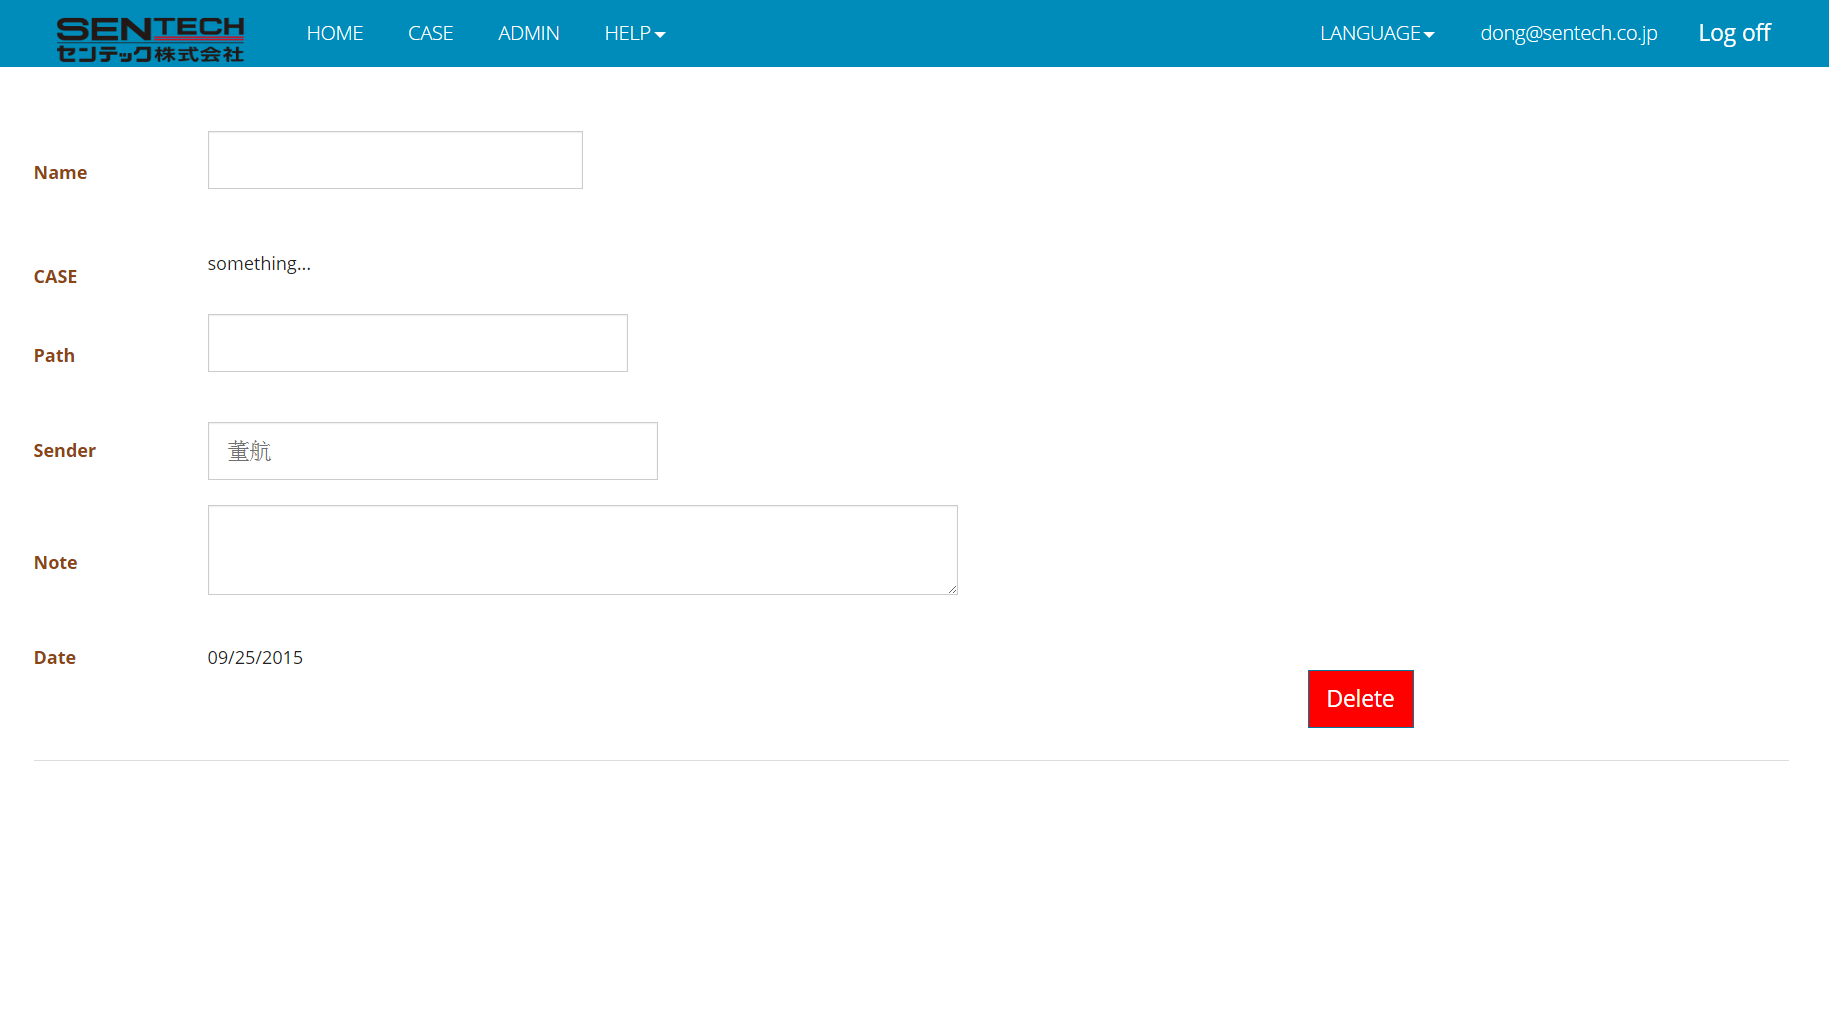 SENTECH
センテック株式会社
HOME CASE ADMIN HELP LANGUAGE dong@sentech.co.jp Log off
Name
CASE something...
Path
Sender 董航
Note
Date 09/25/2015
Delete